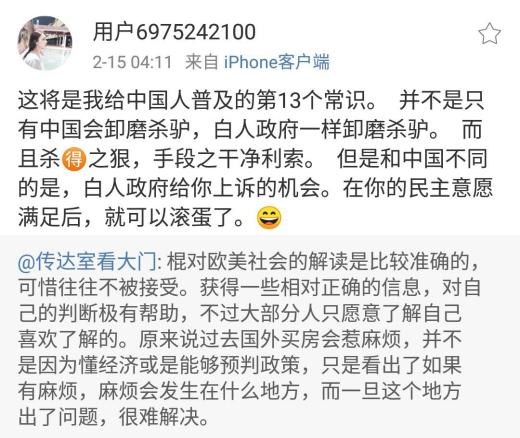 用户6975242100
2-15 04:11 来自 iPhone客户端
这将是我给中国人普及的第13个常识。 并不是只
有中国会卸磨杀驴，白人政府一样卸磨杀驴。 而
且杀得之狠，手段之干净利索。 但是和中国不同
的是，白人政府给你上诉的机会。在你的民主意愿
满足后，就可以滚蛋了。😄
@传达室看大门: 棍对欧美社会的解读是比较准确的，
可惜往往不被接受。获得一些相对正确的信息，对自
己的判断极有帮助，不过大部分人只愿意了解自己
喜欢了解的。原来说过去国外买房会惹麻烦，并不
是因为懂经济或是能够预判政策，只是看出了如果
有麻烦，麻烦会发生在什么地方，而一旦这个地方
出了问题，很难解决。